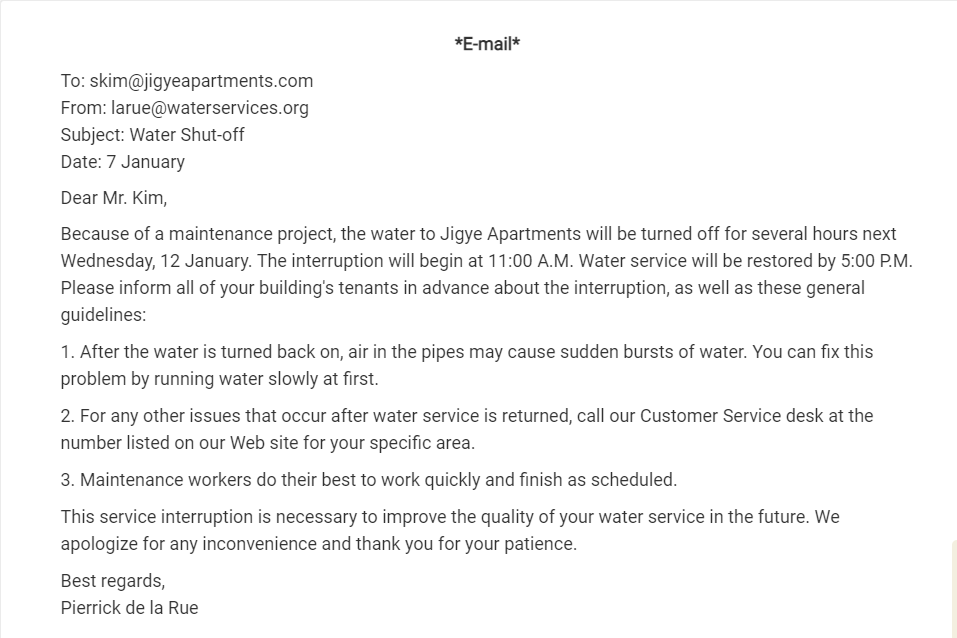 *E-mail*
To: skim@jigyeapartments.com
From: larue@waterservices.org
Subject: Water Shut-off
Date: 7 January
Dear Mr. Kim,
Because of a maintenance project, the water to Jigye Apartments will be turned off for several hours next
Wednesday, 12 January. The interruption will begin at 11:00 A.M. Water service will be restored by 5:00 P.M.
Please inform all of your building's tenants in advance about the interruption, as well as these general
guidelines:
1. After the water is turned back on, air in the pipes may cause sudden bursts of water. You can fix this
problem by running water slowly at first.
2. For any other issues that occur after water service is returned, call our Customer Service desk at the
number listed on our Web site for your specific area.
3. Maintenance workers do their best to work quickly and finish as scheduled.
This service interruption is necessary to improve the quality of your water service in the future. We
apologize for any inconvenience and thank you for your patience.
Best regards,
Pierrick de la Rue